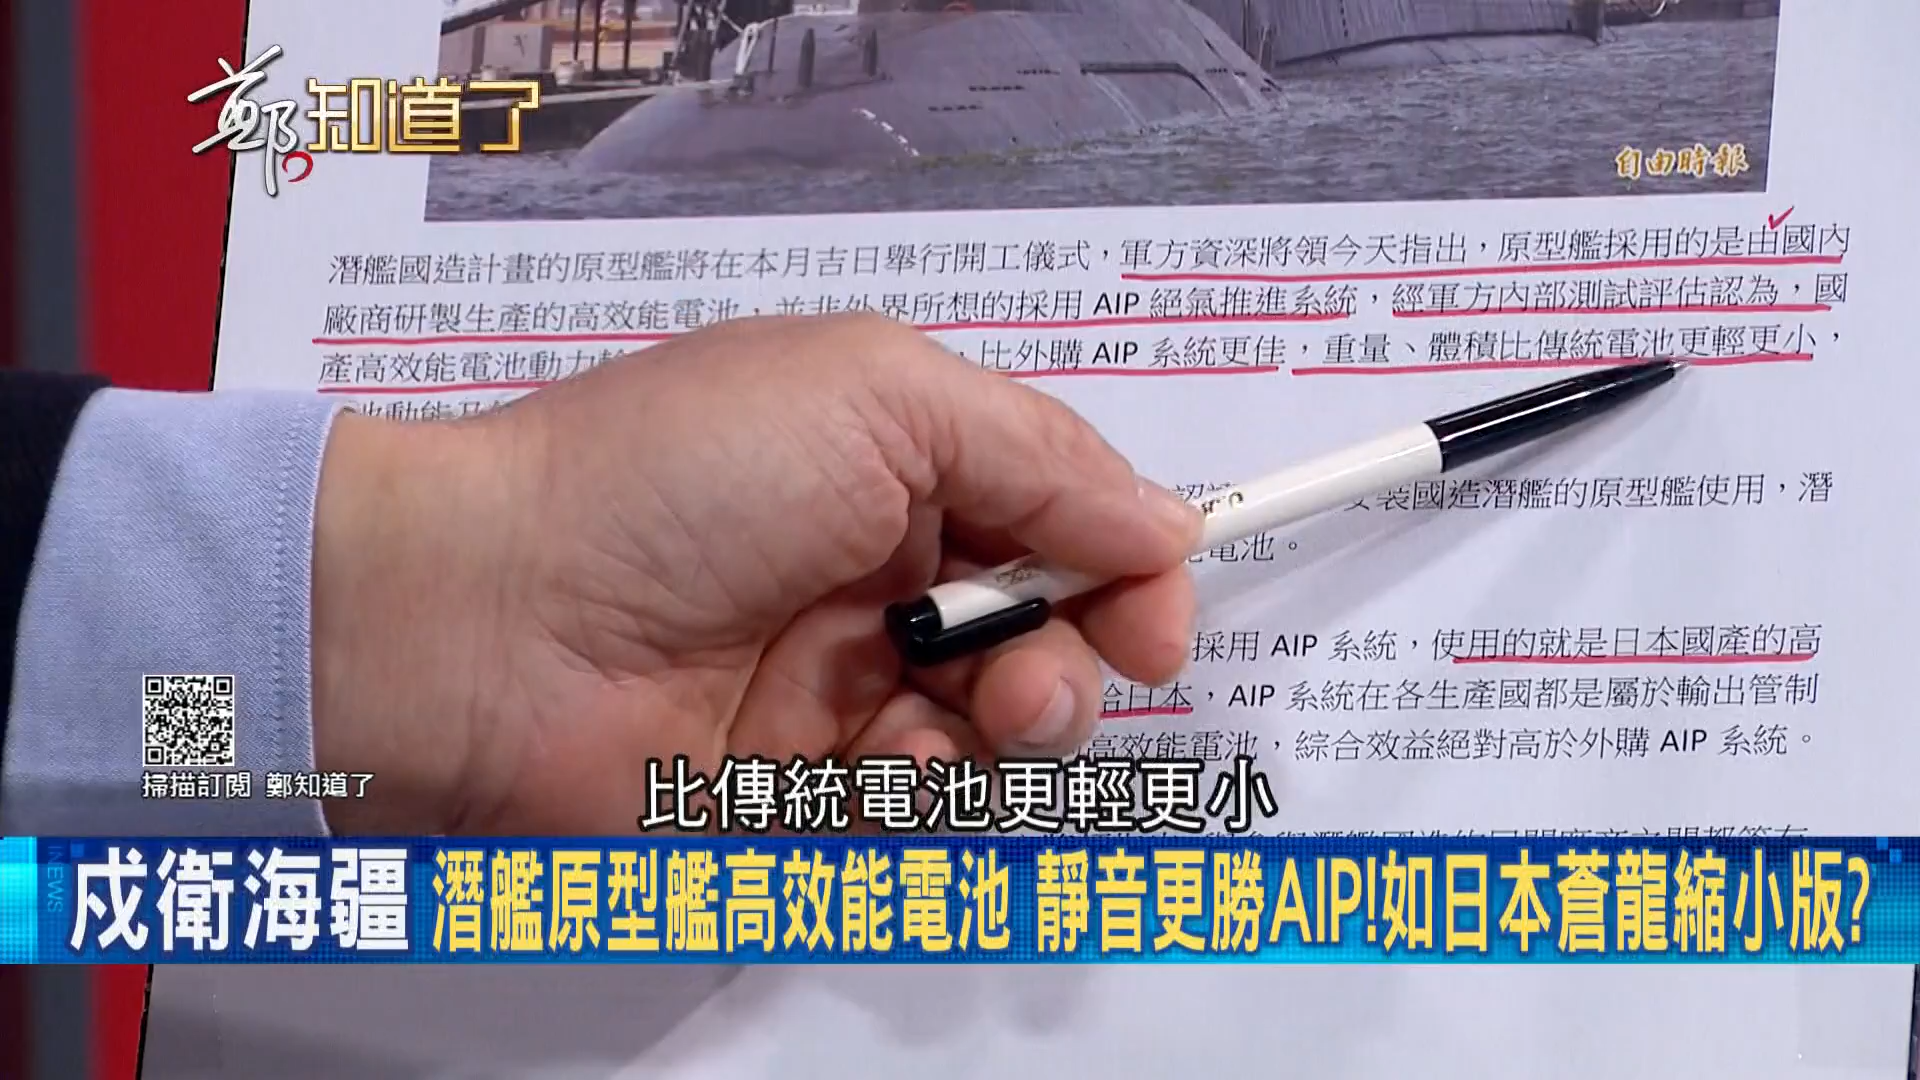 鄭知道了
自由時報
潛艦國造計畫的原型艦將在本月吉日舉行開工儀式，軍方資深將領今天指出，原型艦採用的是由國內
廠商研製生產的高效能電池，並非外界所想的採用 AIP 絕氣推進系統，經軍方內部測試評估認為，國
產高效能電池動力 比外購 AIP 系統更佳，重量、體積比傳統電池更輕更小，
安裝國造潛艦的原型艦使用，潛
電池。
採用 AIP 系統，使用的就是日本國產的高
給日本，AIP 系統在各生產國都是屬於輸出管制
高效能電池，綜合效益絕對高於外購 AIP 系統。
掃描訂閱 鄭知道了
比傳統電池更輕更小
NEWS
戍衛海疆 潛艦原型艦高效能電池 靜音更勝AIP!如日本蒼龍縮小版?